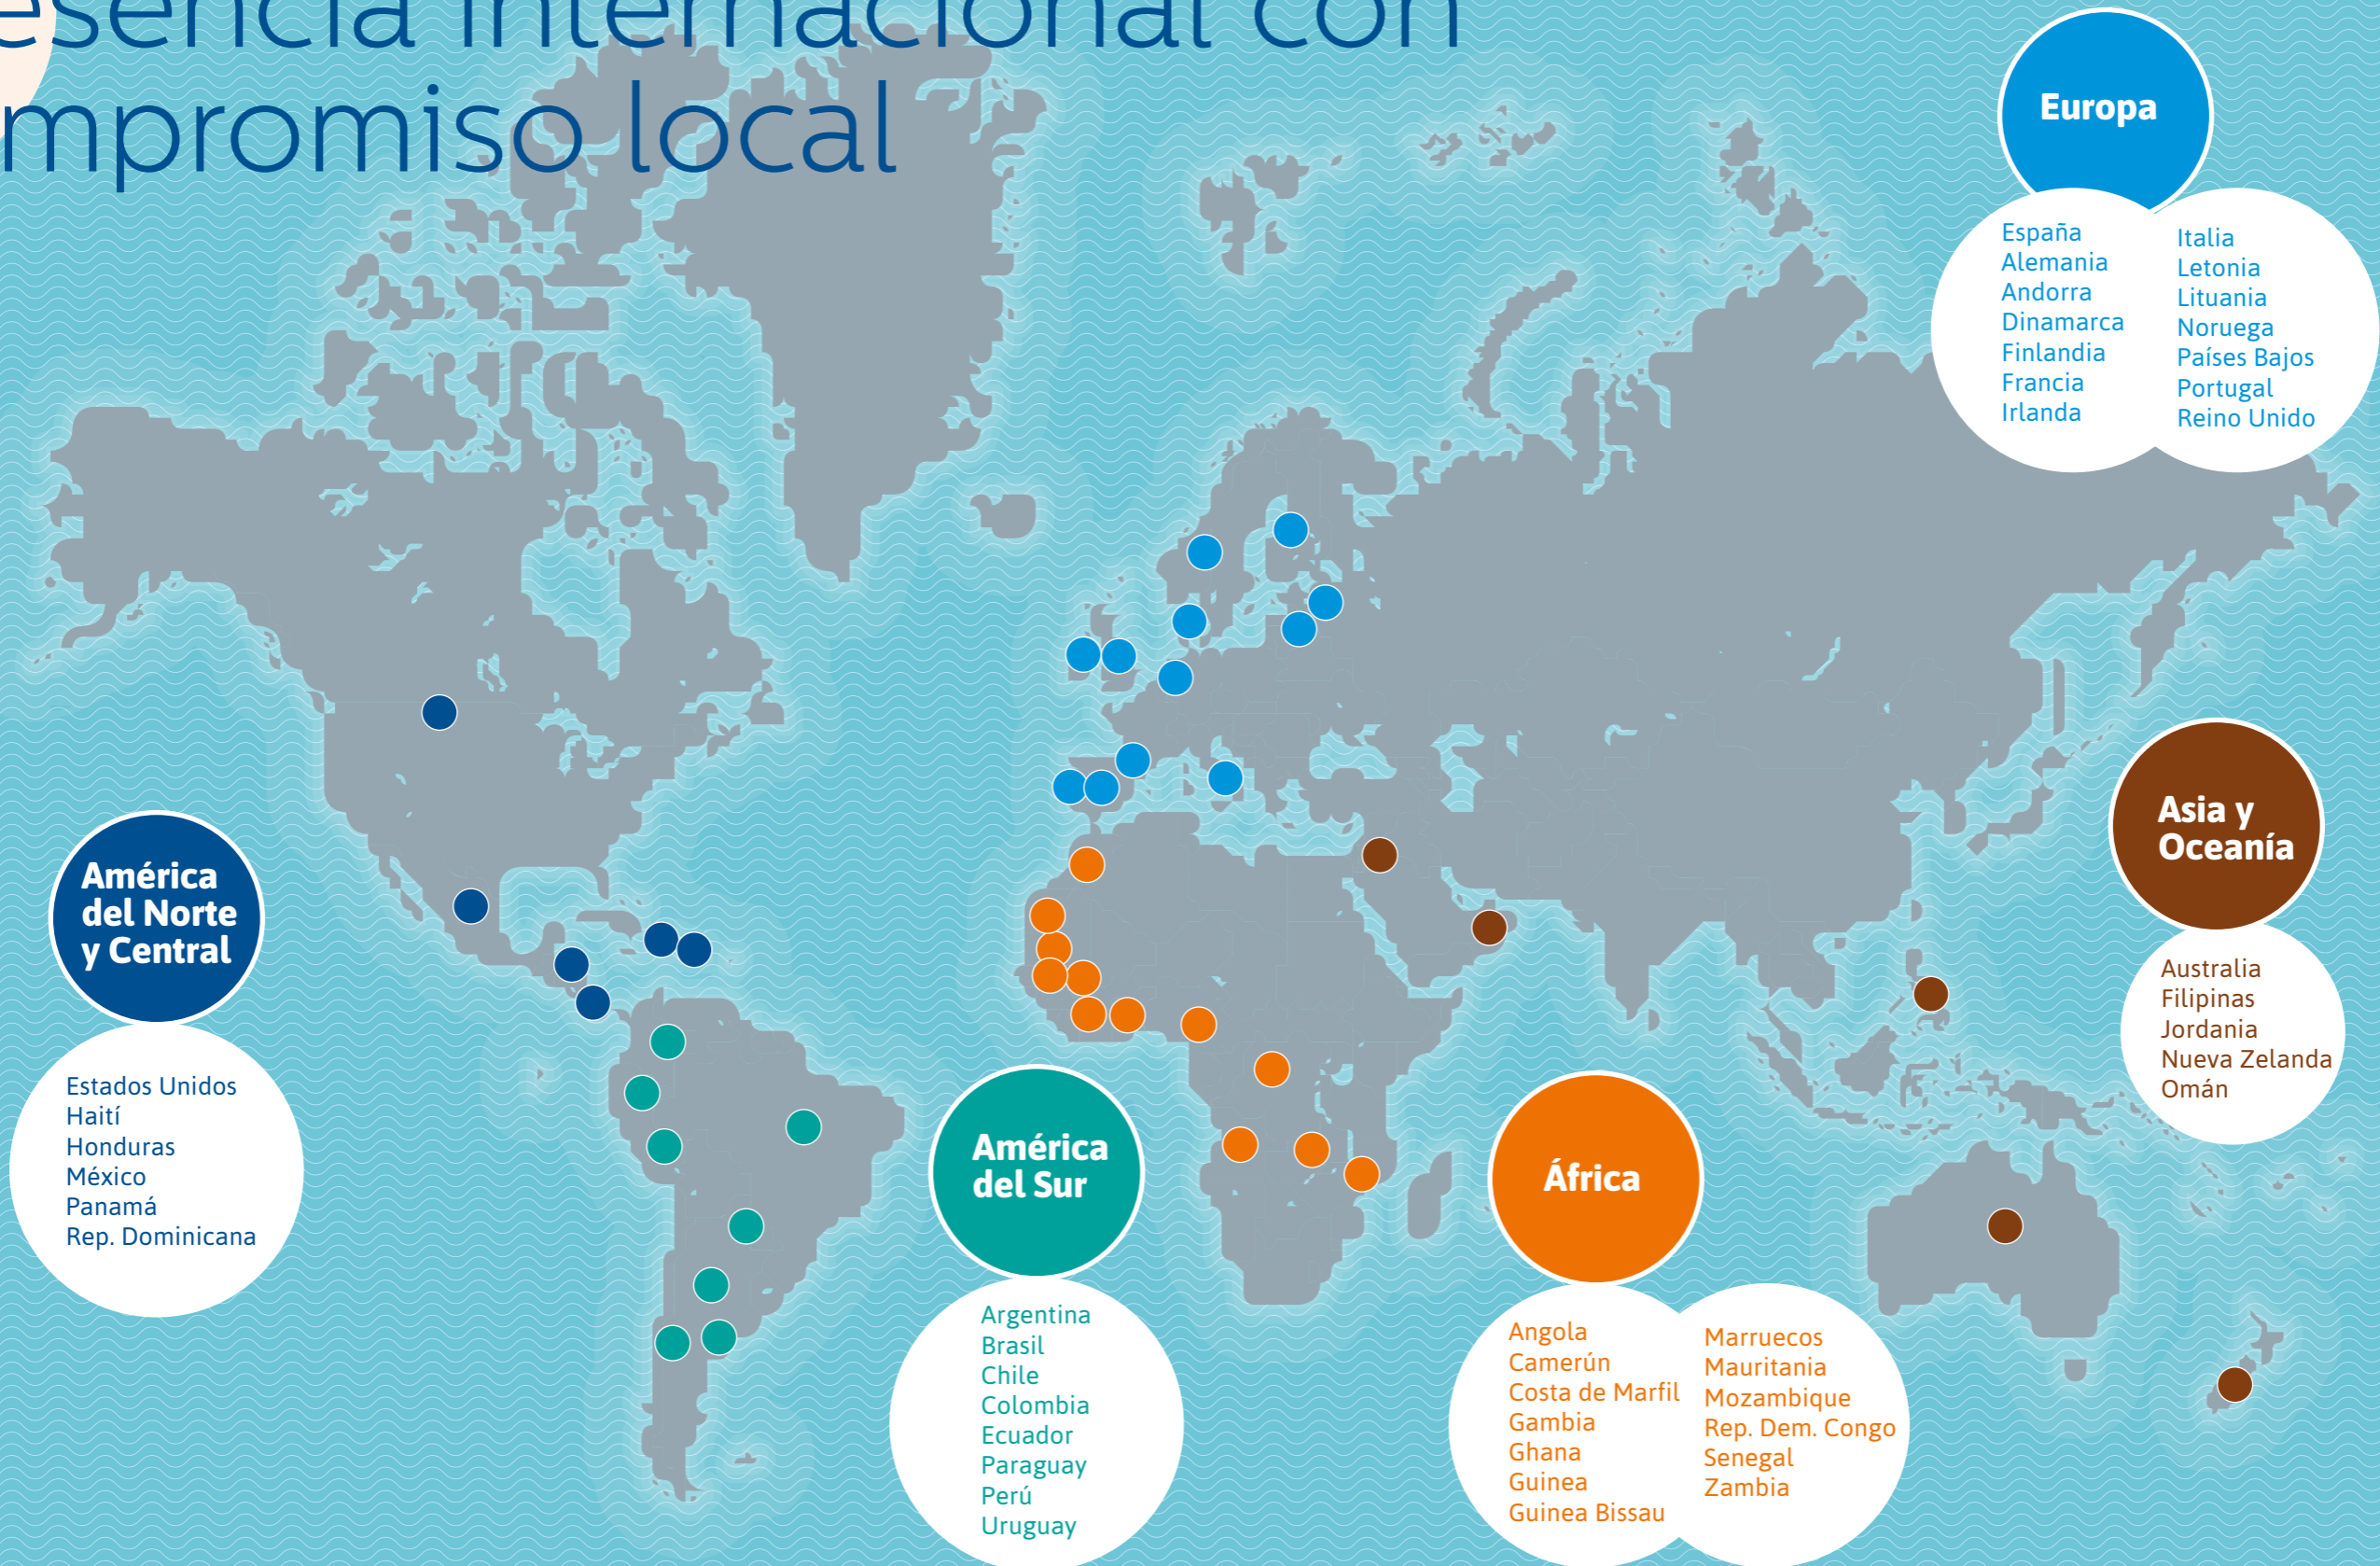 esencia internacional con
mpromiso local
Europa
España
Alemania
Andorra
Dinamarca
Finlandia
Francia
Irlanda
Italia
Letonia
Lituania
Noruega
Países Bajos
Portugal
Reino Unido
América
del Norte
y Central
Estados Unidos
Haití
Honduras
México
Panamá
Rep. Dominicana
Asia y
Oceanía
Australia
Filipinas
Jordania
Nueva Zelanda
Omán
América
del Sur
Argentina
Brasil
Chile
Colombia
Ecuador
Paraguay
Perú
Uruguay
África
Angola
Camerún
Costa de Marfil
Gambia
Ghana
Guinea
Guinea Bissau
Marruecos
Mauritania
Mozambique
Rep. Dem. Congo
Senegal
Zambia